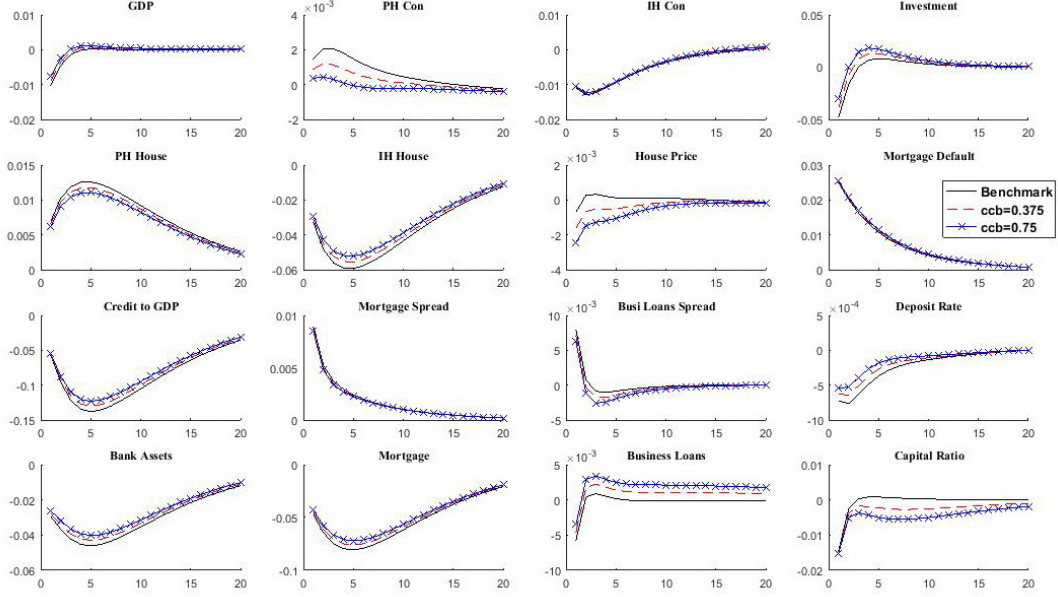 GDP
0.01
0
-0.01
-0.02
0 5 10 15 20
PH Con
×10⁻³
4
2
0
-2
0 5 10 15 20
IH Con
0.01
0
-0.01
-0.02
0 5 10 15 20
Investment
0.05
0
-0.05
0 5 10 15 20
PH House
0.015
0.01
0.005
0
0 5 10 15 20
IH House
0
-0.02
-0.04
-0.06
0 5 10 15 20
House Price
×10⁻³
2
0
-2
-4
0 5 10 15 20
Mortgage Default
0.03
0.02
0.01
0
0 5 10 15 20
Benchmark
ccb=0.375
ccb=0.75
Credit to GDP
0
-0.05
-0.1
-0.15
0 5 10 15 20
Mortgage Spread
0.01
0.005
0
0 5 10 15 20
Busi Loans Spread
×10⁻³
10
5
0
-5
0 5 10 15 20
Deposit Rate
×10⁻⁴
5
0
-5
-10
0 5 10 15 20
Bank Assets
0
-0.02
-0.04
-0.06
0 5 10 15 20
Mortgage
0
-0.05
-0.1
0 5 10 15 20
Business Loans
×10⁻³
5
0
-5
-10
0 5 10 15 20
Capital Ratio
0.01
0
-0.01
-0.02
0 5 10 15 20